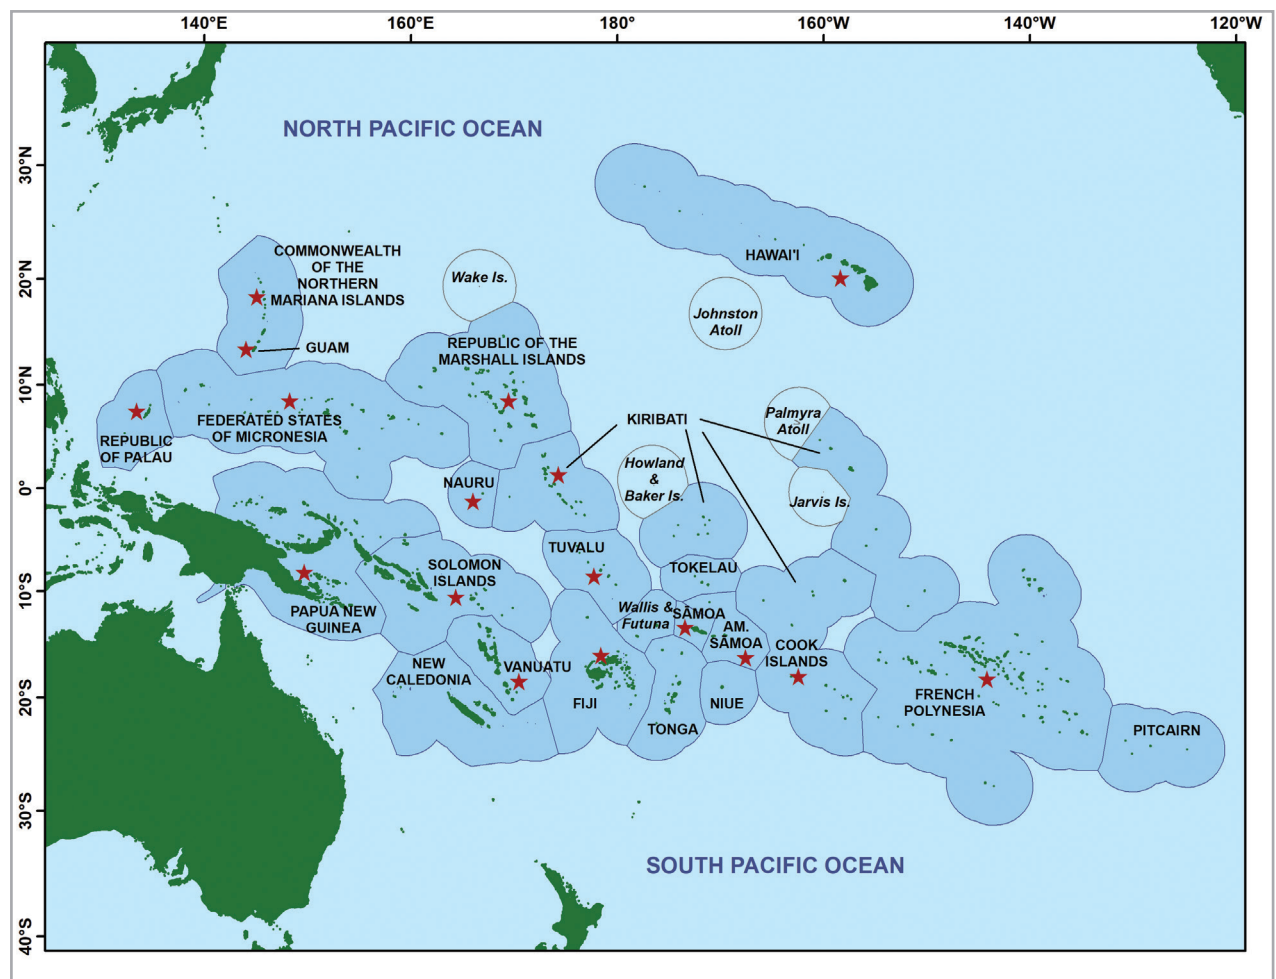 140°E 160°E 180° 160°W 140°W 120°W
30°N
20°N
10°N
0°
10°S
20°S
30°S
40°S
NORTH PACIFIC OCEAN
HAWAI'I
COMMONWEALTH
OF THE
NORTHERN
MARIANA ISLANDS
Wake Is.
Johnston
Atoll
GUAM
REPUBLIC OF THE
MARSHALL ISLANDS
FEDERATED STATES
OF MICRONESIA
REPUBLIC
OF PALAU
KIRIBATI
Palmyra
Atoll
Howland
&
Baker Is.
Jarvis Is.
NAURU
TUVALU
TOKELAU
SOLOMON
ISLANDS
PAPUA NEW
GUINEA
Wallis &
Futuna
SĀMOA
AM.
SĀMOA
COOK
ISLANDS
NEW
CALEDONIA
VANUATU
FIJI
TONGA
NIUE
FRENCH
POLYNESIA
PITCAIRN
SOUTH PACIFIC OCEAN